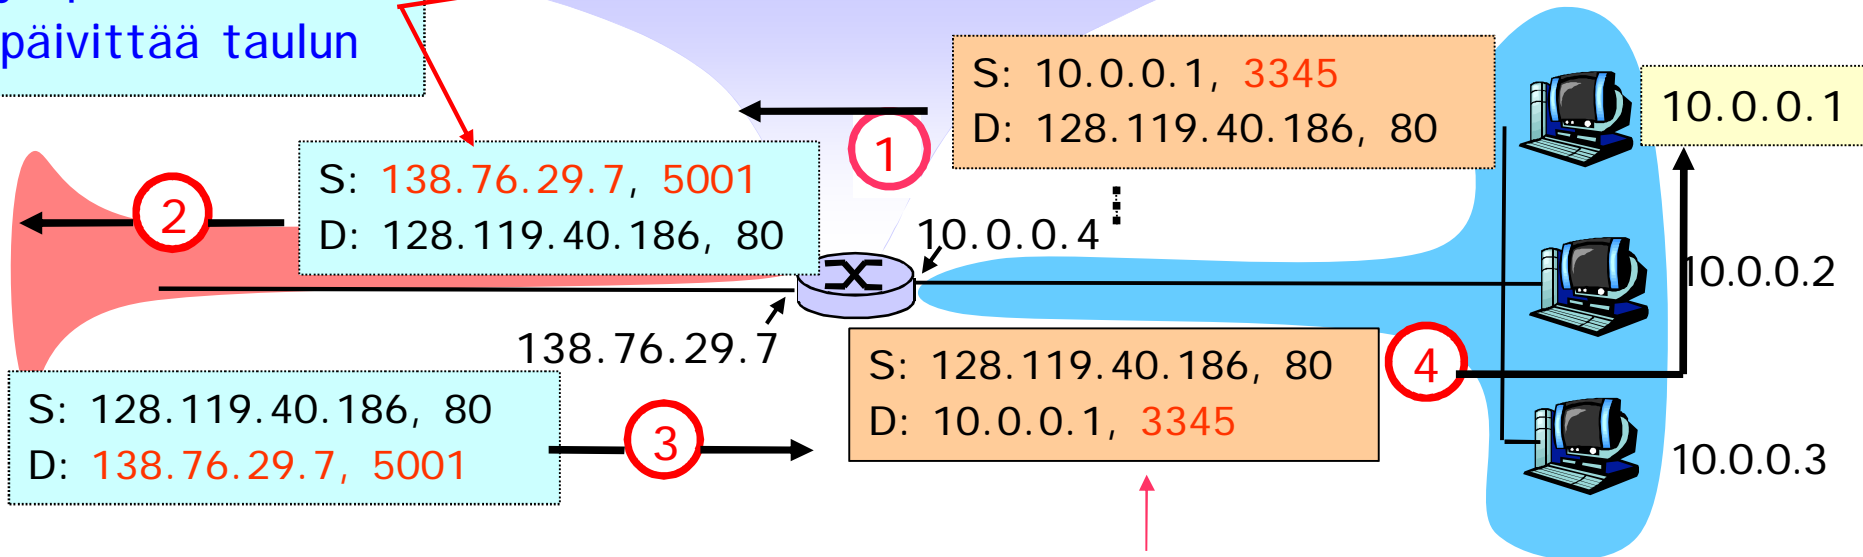 päivittää taulun
S: 10.0.0.1, 3345
D: 128.119.40.186, 80
10.0.0.1
1
S: 138.76.29.7, 5001
D: 128.119.40.186, 80
2
10.0.0.4
10.0.0.2
138.76.29.7
S: 128.119.40.186, 80
D: 10.0.0.1, 3345
4
S: 128.119.40.186, 80
D: 138.76.29.7, 5001
3
10.0.0.3